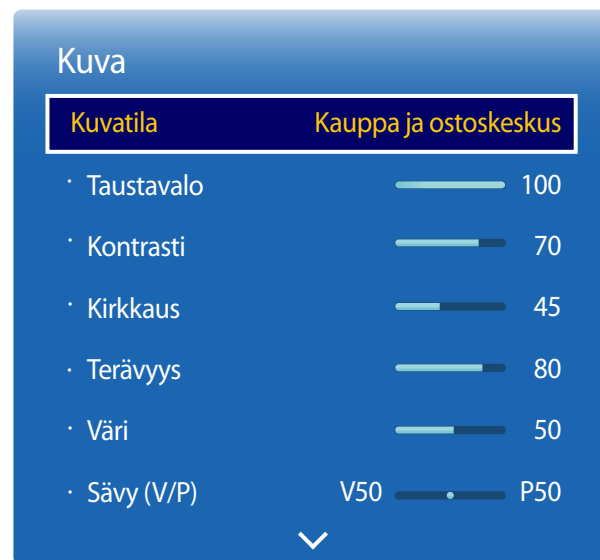 Kuva
Kuvatila Kauppa ja ostoskeskus
· Taustavalo 100
· Kontrasti 70
· Kirkkaus 45
· Terävyys 80
· Väri 50
· Sävy (V/P) V50 P50